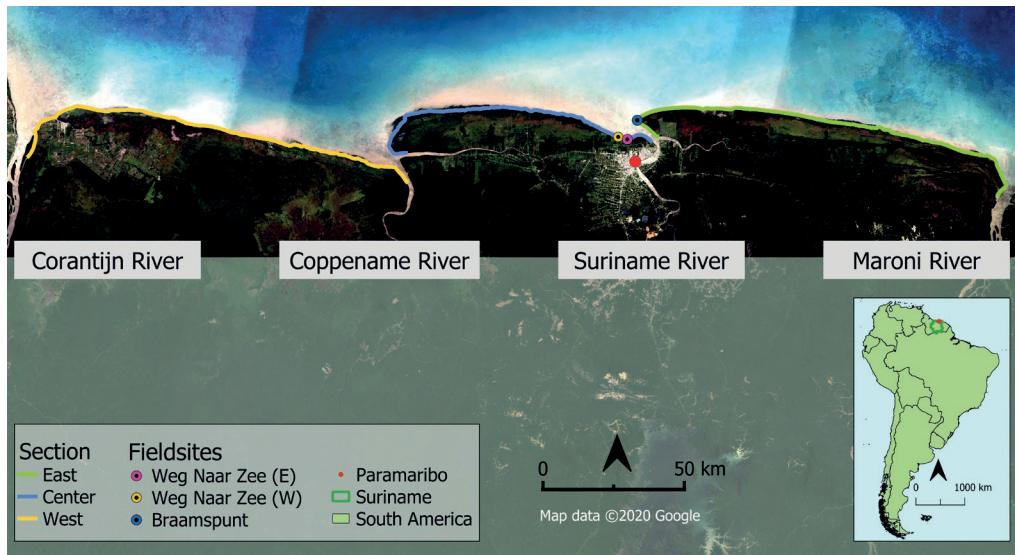 Corantijn River
Coppename River
Suriname River
Maroni River
Section
East
Center
West
Fieldsites
Weg Naar Zee (E)
Weg Naar Zee (W)
Braamspunt
Paramaribo
Suriname
South America
0 50 km
Map data ©2020 Google
0 1000 km